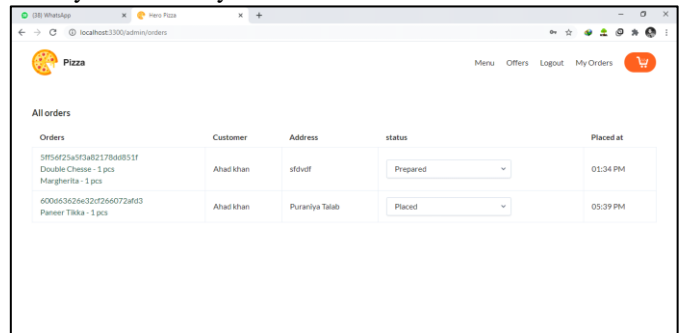 (38) WhatsApp
Hero Pizza
localhost:3300/admin/orders
Pizza
Menu Offers Logout My Orders
All orders
Orders Customer Address status Placed at
5ff56f25a5f3a82178dd851f
Double Chesse - 1 pcs
Margherita - 1 pcs
Ahad khan sfdvdf Prepared 01:34 PM
600d63626e32cf266072afd3
Paneer Tikka - 1 pcs
Ahad khan Puraniya Talab Placed 05:39 PM